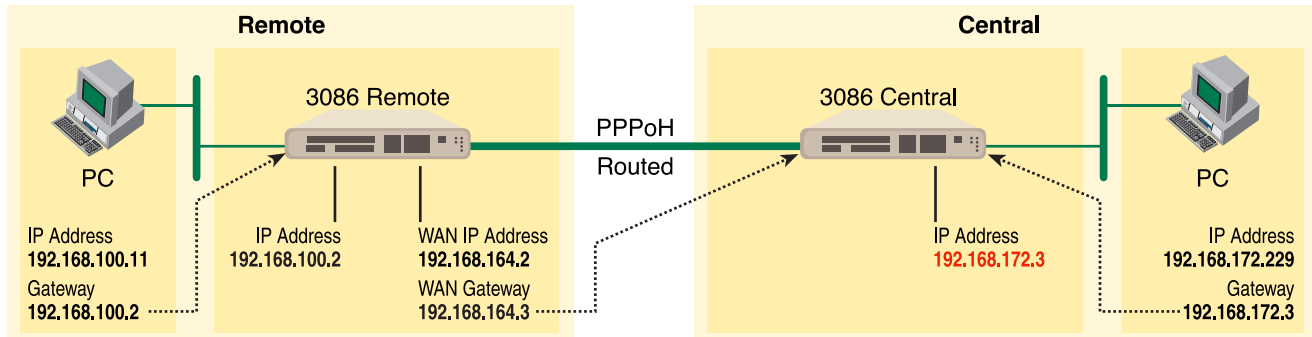 Remote
Central
3086 Remote
3086 Central
PPPoH
Routed
PC
PC
IP Address
192.168.100.11
Gateway
192.168.100.2
IP Address
192.168.100.2
WAN IP Address
192.168.164.2
WAN Gateway
192.168.164.3
IP Address
192.168.172.3
IP Address
192.168.172.229
Gateway
192.168.172.3